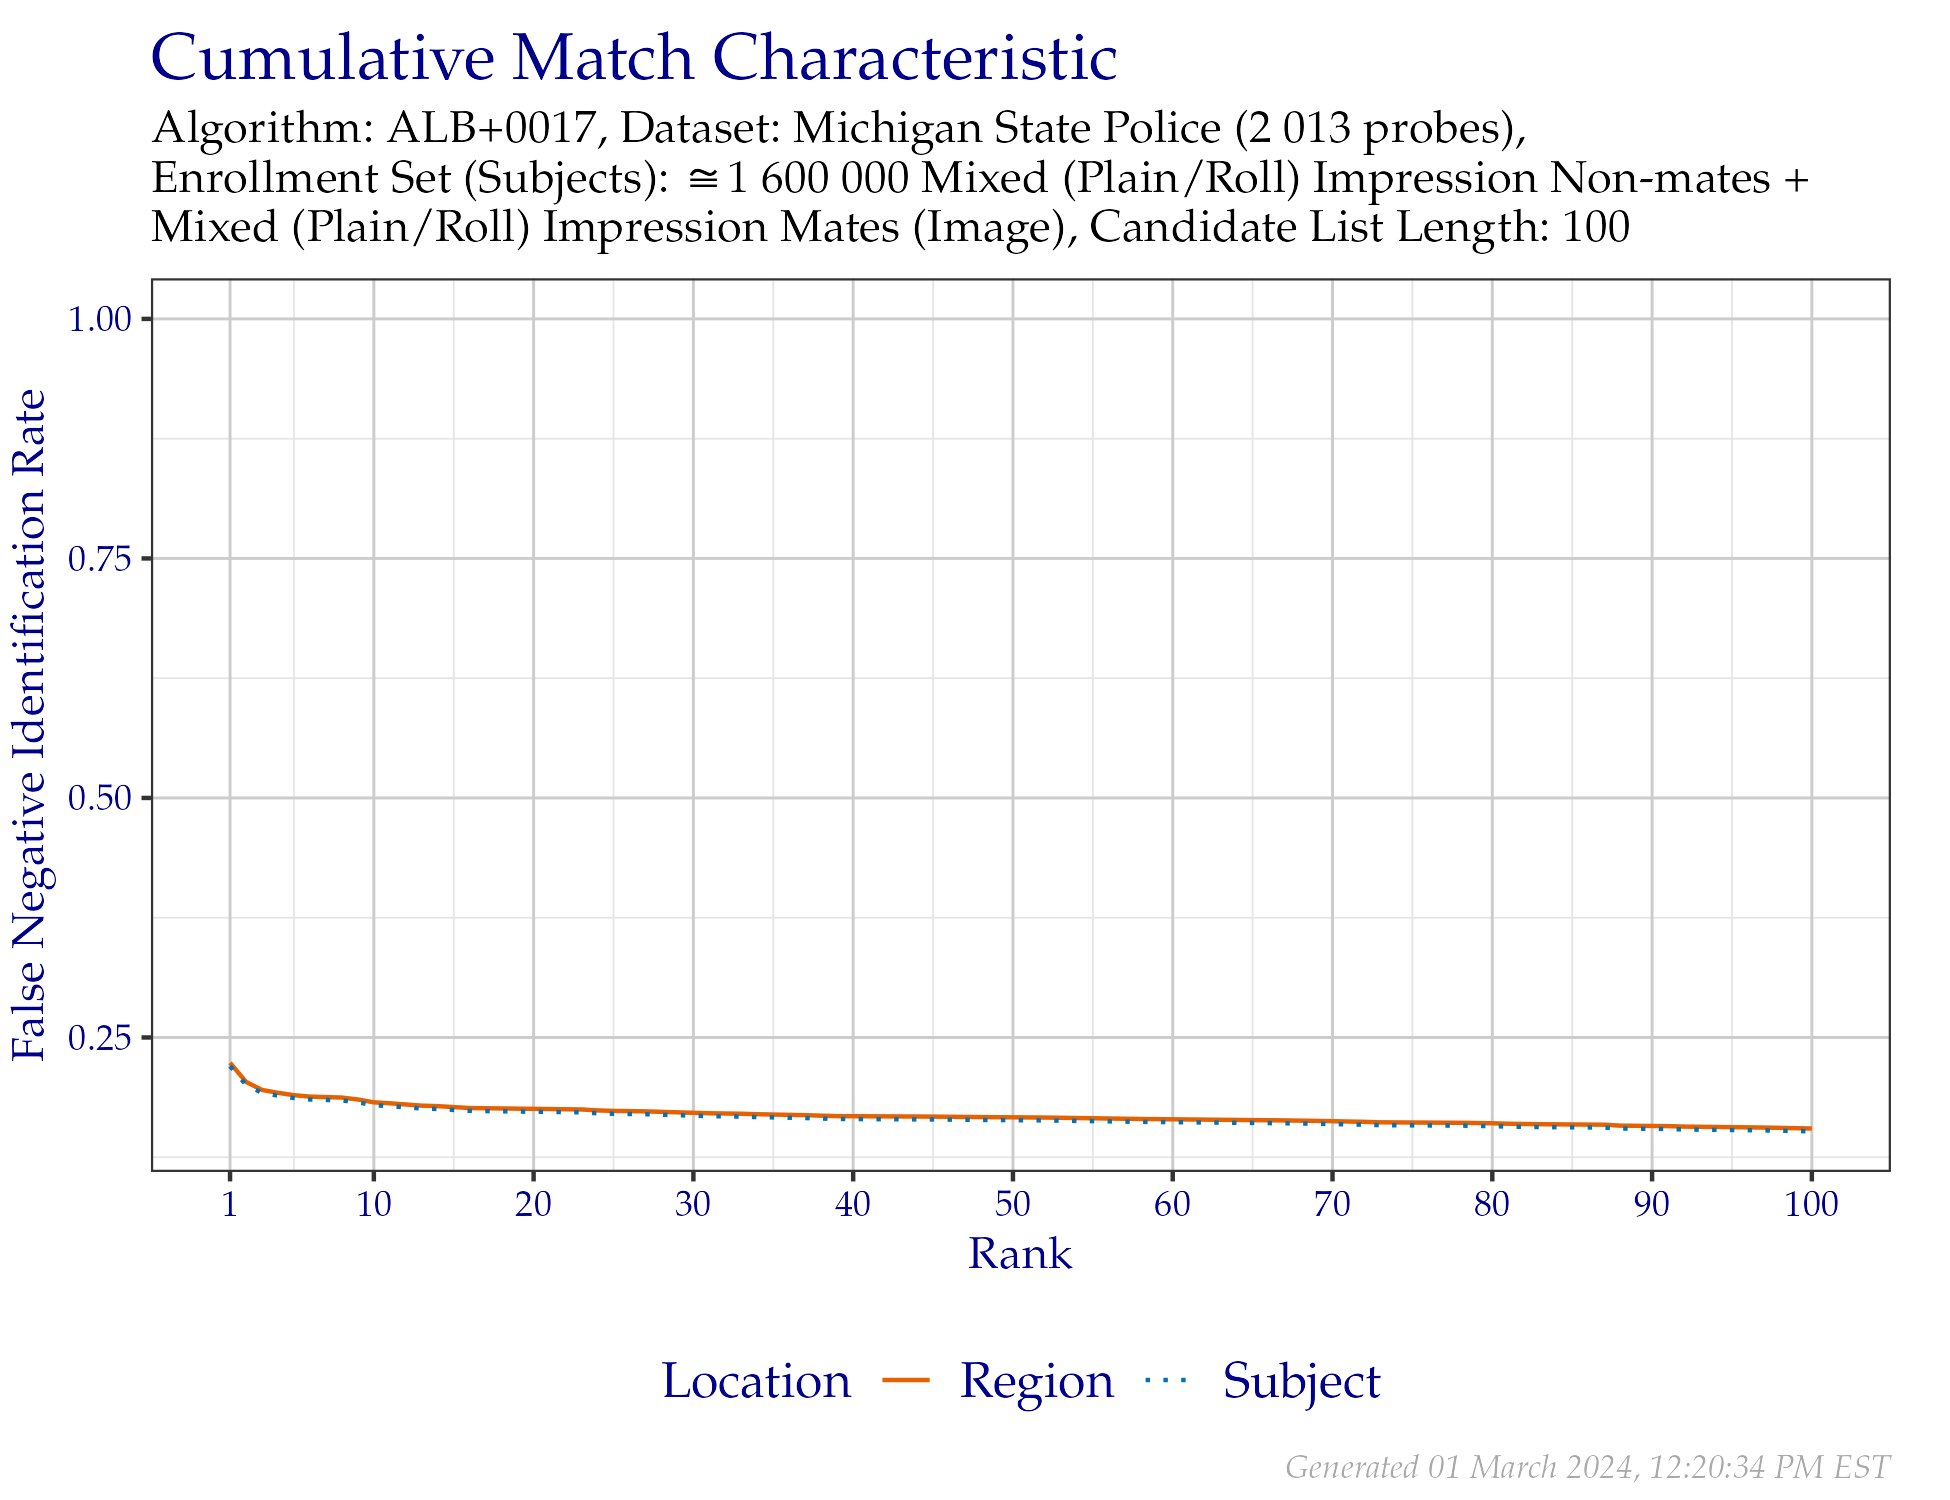 Cumulative Match Characteristic
Algorithm: ALB+0017, Dataset: Michigan State Police (2 013 probes),
Enrollment Set (Subjects): ≅ 1 600 000 Mixed (Plain/Roll) Impression Non-mates +
Mixed (Plain/Roll) Impression Mates (Image), Candidate List Length: 100
False Negative Identification Rate
1.00
0.75
0.50
0.25
1 10 20 30 40 50 60 70 80 90 100
Rank
Location Region Subject
Generated 01 March 2024, 12:20:34 PM EST